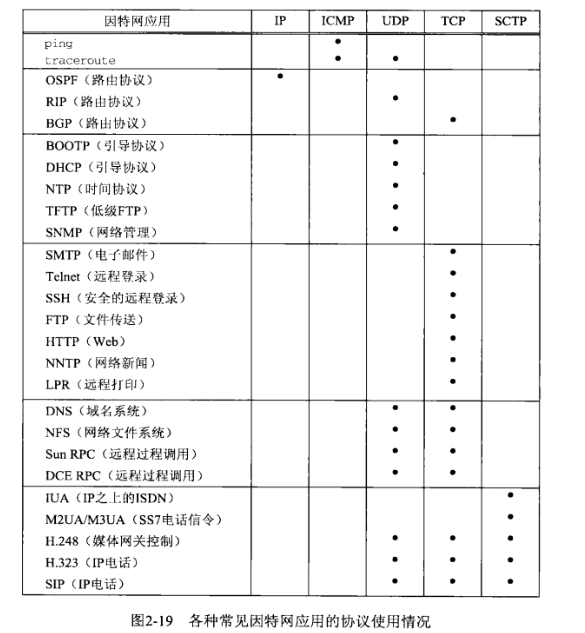 因特网应用 IP ICMP UDP TCP SCTP
ping •
traceroute • •
OSPF（路由协议） •
RIP（路由协议） •
BGP（路由协议） •
BOOTP（引导协议） •
DHCP（引导协议） •
NTP（时间协议） •
TFTP（低级FTP） •
SNMP（网络管理） •
SMTP（电子邮件） •
Telnet（远程登录） •
SSH（安全的远程登录） •
FTP（文件传送） •
HTTP（Web） •
NNTP（网络新闻） •
LPR（远程打印） •
DNS（域名系统） • •
NFS（网络文件系统） • •
Sun RPC（远程过程调用） • •
DCE RPC（远程过程调用） • •
IUA（IP之上的ISDN） •
M2UA/M3UA（SS7电话信令） •
H.248（媒体网关控制） • • •
H.323（IP电话） • • •
SIP（IP电话） • • •
图2-19 各种常见因特网应用的协议使用情况